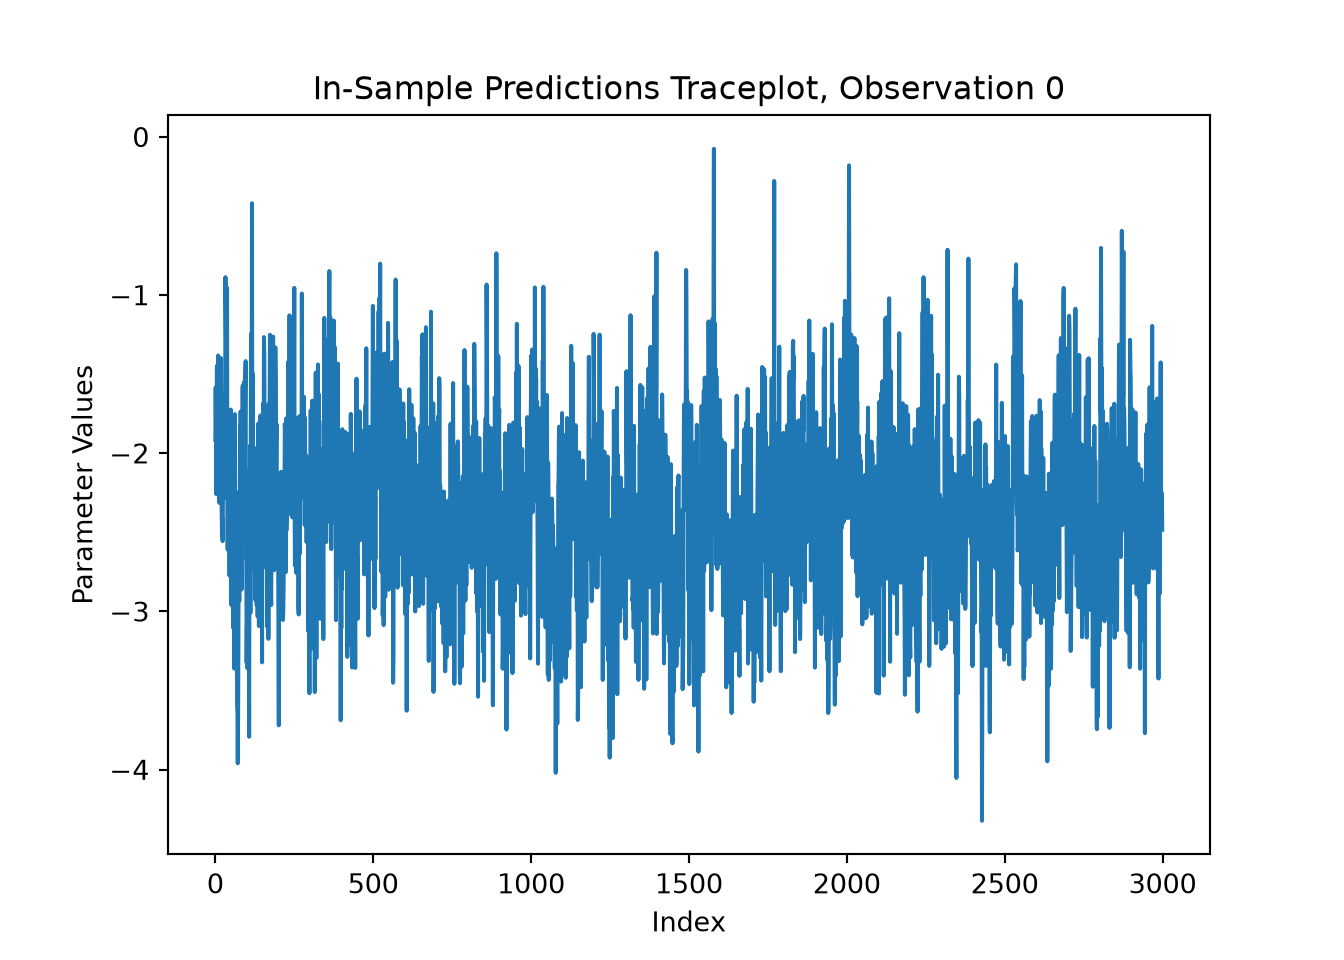 In-Sample Predictions Traceplot, Observation 0
Parameter Values
0
−1
−2
−3
−4
0 500 1000 1500 2000 2500 3000
Index